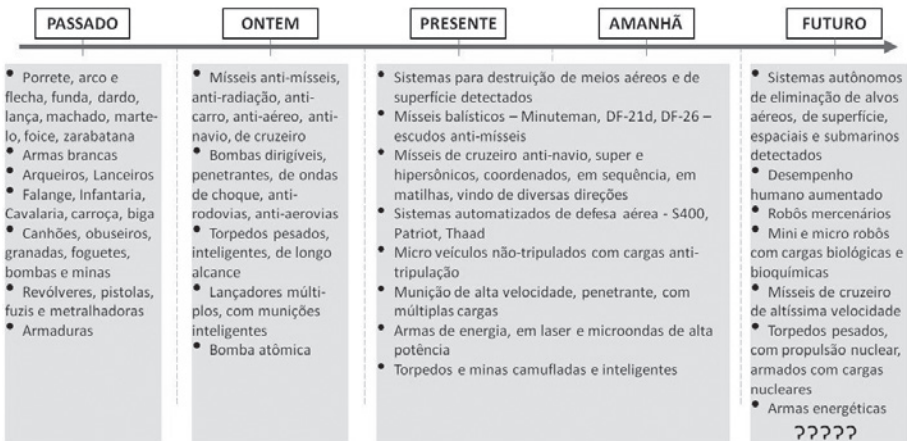 PASSADO
ONTEM
PRESENTE
AMANHÃ
FUTURO
• Porrete, arco e
flecha, funda, dardo,
lança, machado, marte-
lo, foice, zarabatana
• Armas brancas
• Arqueiros, Lanceiros
• Falange, Infantaria,
Cavalaria, carroça, biga
• Canhões, obuseiros,
granadas, foguetes,
bombas e minas
• Revólveres, pistolas,
fuzis e metralhadoras
• Armaduras
• Mísseis anti-mísseis,
anti-radiação, anti-
carro, anti-aéreo, anti-
navio, de cruzeiro
• Bombas dirigíveis,
penetrantes, de ondas
de choque, anti-
rodovias, anti-aerovias
• Torpedos pesados,
inteligentes, de longo
alcance
• Lançadores múlti-
plos, com munições
inteligentes
• Bomba atômica
• Sistemas para destruição de meios aéreos e de
superfície detectados
• Mísseis balísticos – Minuteman, DF-21d, DF-26 –
escudos anti-mísseis
• Mísseis de cruzeiro anti-navio, super e
hipersônicos, coordenados, em sequência, em
matilhas, vindo de diversas direções
• Sistemas automatizados de defesa aérea - S400,
Patriot, Thaad
• Micro veículos não-tripulados com cargas anti-
tripulação
• Munição de alta velocidade, penetrante, com
múltiplas cargas
• Armas de energia, em laser e microondas de alta
potência
• Torpedos e minas camufladas e inteligentes
• Sistemas autônomos
de eliminação de alvos
aéreos, de superfície,
espaciais e submarinos
detectados
• Desempenho
humano aumentado
• Robôs mercenários
• Mini e micro robôs
com cargas biológicas e
bioquímicas
• Mísseis de cruzeiro
de altíssima velocidade
• Torpedos pesados,
com propulsão nuclear,
armados com cargas
nucleares
• Armas energéticas
?????